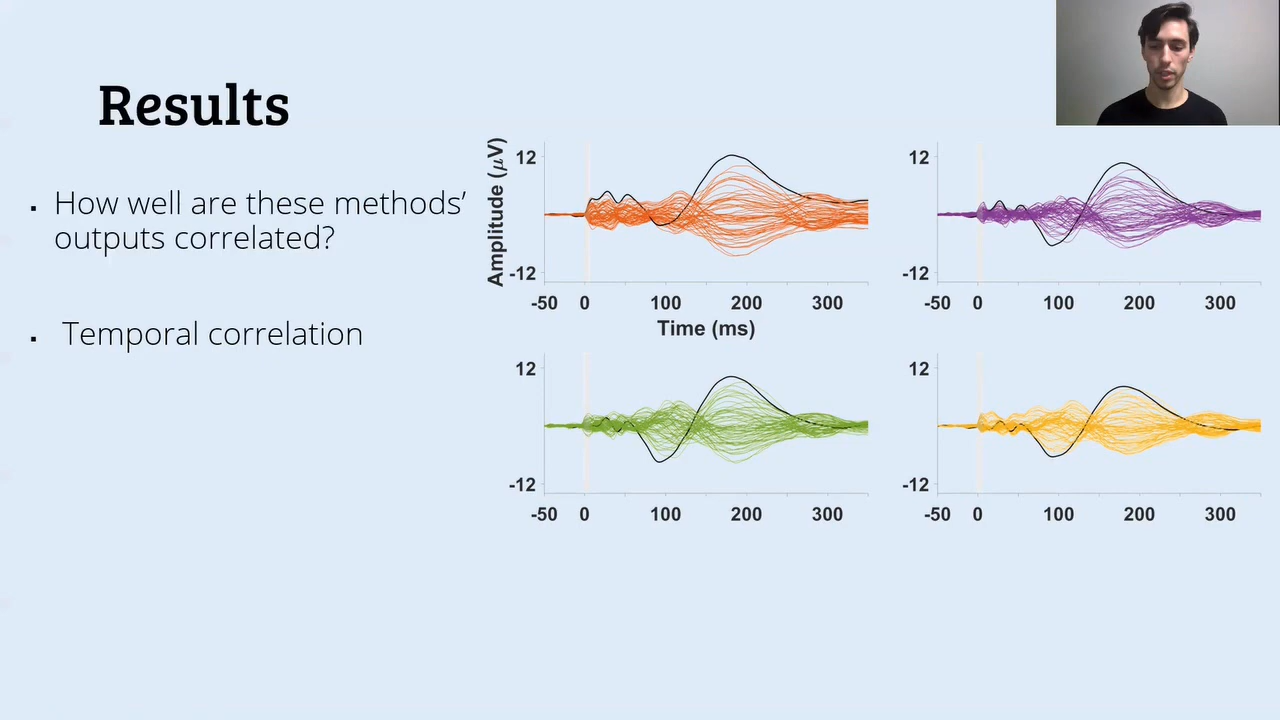 Results
▪ How well are these methods’
outputs correlated?
▪ Temporal correlation
Amplitude (μV)
12
-12
-50 0 100 200 300
Time (ms)
12
-12
-50 0 100 200 300
12
-12
-50 0 100 200 300
12
-12
-50 0 100 200 300